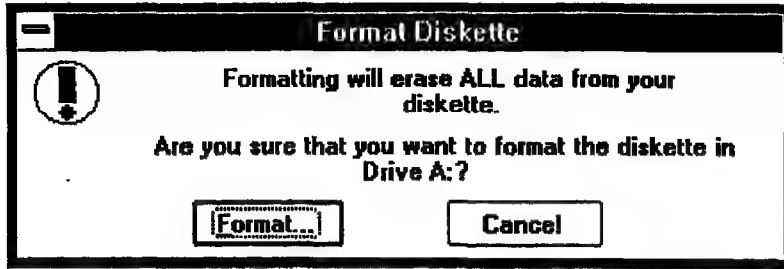 Format Diskette
Formatting will erase ALL data from your
diskette.
Are you sure that you want to format the diskette in
Drive A:?
Format... Cancel